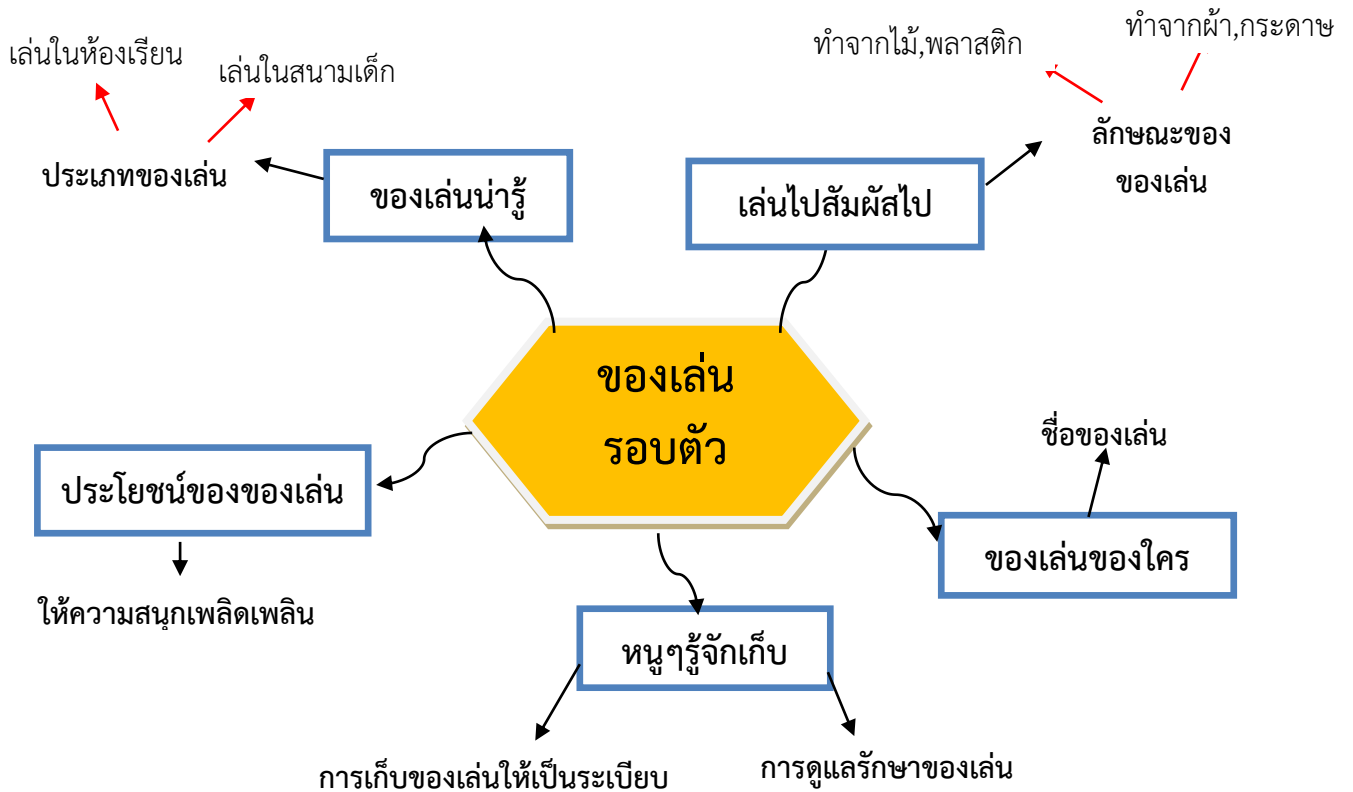 ทำจากผ้า,กระดาษ
เล่นในห้องเรียน
ทำจากไม้,พลาสติก
เล่นในสนามเด็ก
ลักษณะของ
ของเล่น
ประเภทของเล่น
ของเล่นน่ารู้
เล่นไปสัมผัสไป
ของเล่น
รอบตัว
ชื่อของเล่น
ประโยชน์ของของเล่น
ของเล่นของใคร
ให้ความสนุกเพลิดเพลิน
หนูๆรู้จักเก็บ
การเก็บของเล่นให้เป็นระเบียบ
การดูแลรักษาของเล่น